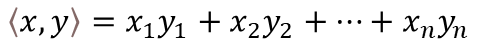 ⟨x, y⟩ = x₁y₁ + x₂y₂ + ⋯ + xₙyₙ